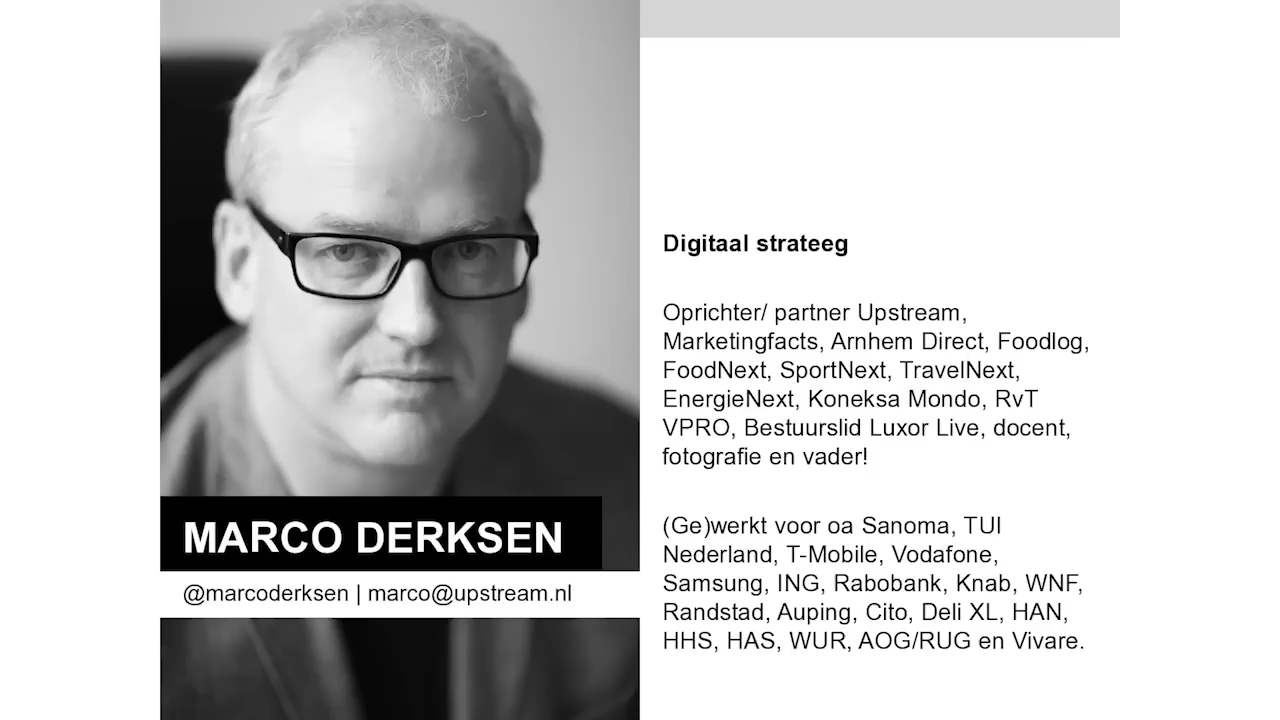 MARCO DERKSEN
@marcoderksen | marco@upstream.nl
Digitaal strateeg
Oprichter/ partner Upstream,
Marketingfacts, Arnhem Direct, Foodlog,
FoodNext, SportNext, TravelNext,
EnergieNext, Koneksa Mondo, RvT
VPRO, Bestuurslid Luxor Live, docent,
fotografie en vader!
(Ge)werkt voor oa Sanoma, TUI
Nederland, T-Mobile, Vodafone,
Samsung, ING, Rabobank, Knab, WNF,
Randstad, Auping, Cito, Deli XL, HAN,
HHS, HAS, WUR, AOG/RUG en Vivare.